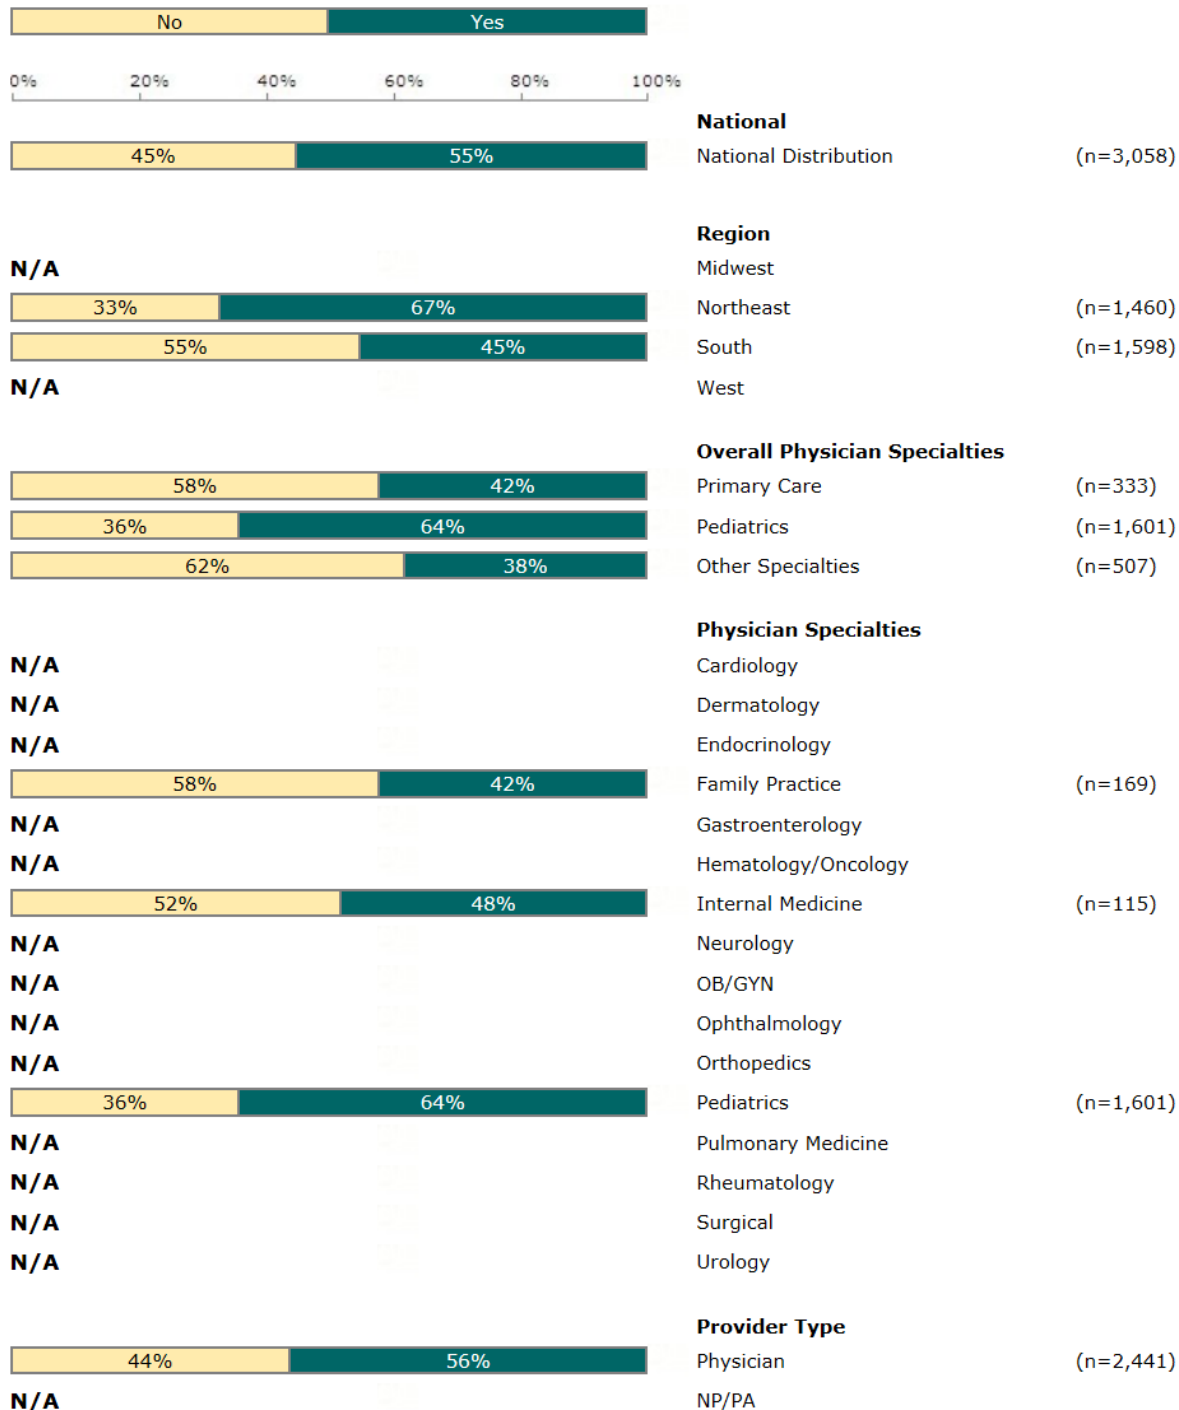 No Yes
0% 20% 40% 60% 80% 100%
National
45% 55% National Distribution (n=3,058)
Region
N/A Midwest
33% 67% Northeast (n=1,460)
55% 45% South (n=1,598)
N/A West
Overall Physician Specialties
58% 42% Primary Care (n=333)
36% 64% Pediatrics (n=1,601)
62% 38% Other Specialties (n=507)
Physician Specialties
N/A Cardiology
N/A Dermatology
N/A Endocrinology
58% 42% Family Practice (n=169)
N/A Gastroenterology
N/A Hematology/Oncology
52% 48% Internal Medicine (n=115)
N/A Neurology
N/A OB/GYN
N/A Ophthalmology
N/A Orthopedics
36% 64% Pediatrics (n=1,601)
N/A Pulmonary Medicine
N/A Rheumatology
N/A Surgical
N/A Urology
Provider Type
44% 56% Physician (n=2,441)
N/A NP/PA